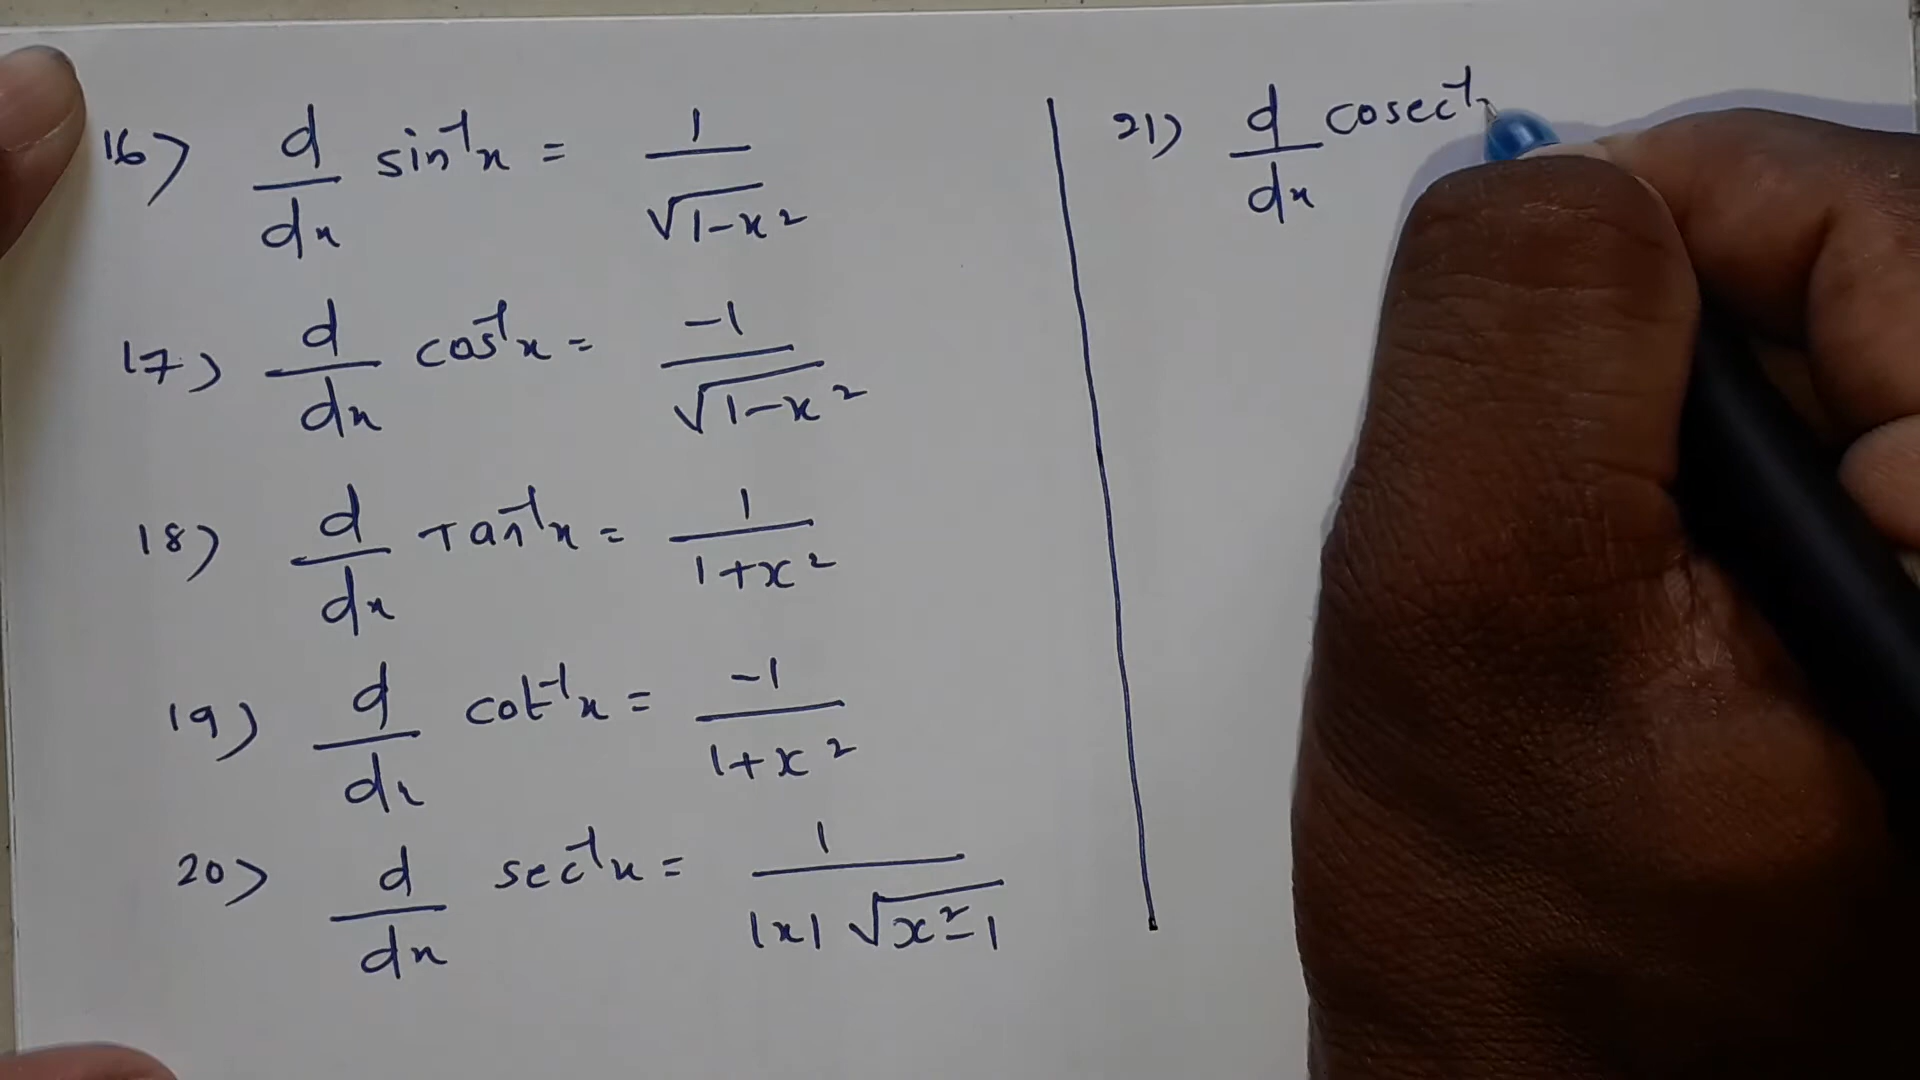 16) d/dx sin⁻¹x = 1/√1-x²
17) d/dx cos⁻¹x = -1/√1-x²
18) d/dx Tan⁻¹x = 1/1+x²
19) d/dx cot⁻¹x = -1/1+x²
20) d/dx sec⁻¹x = 1/|x|√x²-1
21) d/dx cosec⁻¹